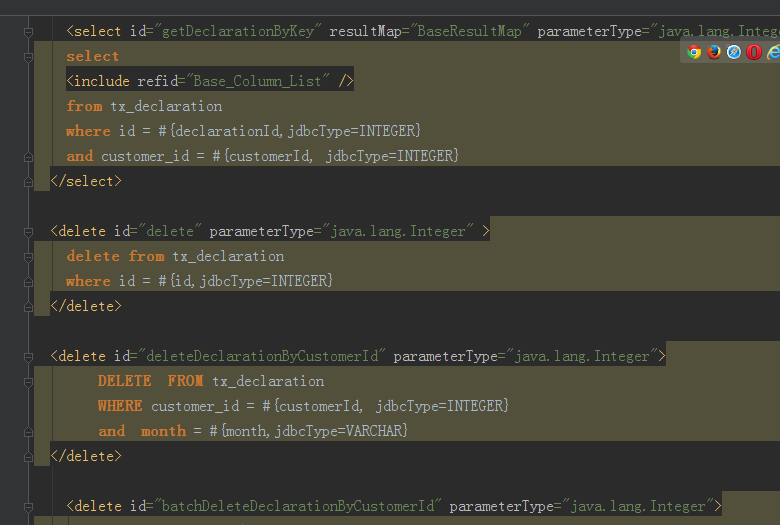 <select id="getDeclarationByKey" resultMap="BaseResultMap" parameterType="java.lang.Intege
select
<include refid="Base_Column_List" />
from tx_declaration
where id = #{declarationId,jdbcType=INTEGER}
and customer_id = #{customerId, jdbcType=INTEGER}
</select>
<delete id="delete" parameterType="java.lang.Integer" >
delete from tx_declaration
where id = #{id,jdbcType=INTEGER}
</delete>
<delete id="deleteDeclarationByCustomerId" parameterType="java.lang.Integer">
DELETE  FROM tx_declaration
WHERE customer_id = #{customerId, jdbcType=INTEGER}
and  month = #{month,jdbcType=VARCHAR}
</delete>
<delete id="batchDeleteDeclarationByCustomerId" parameterType="java.lang.Integer">